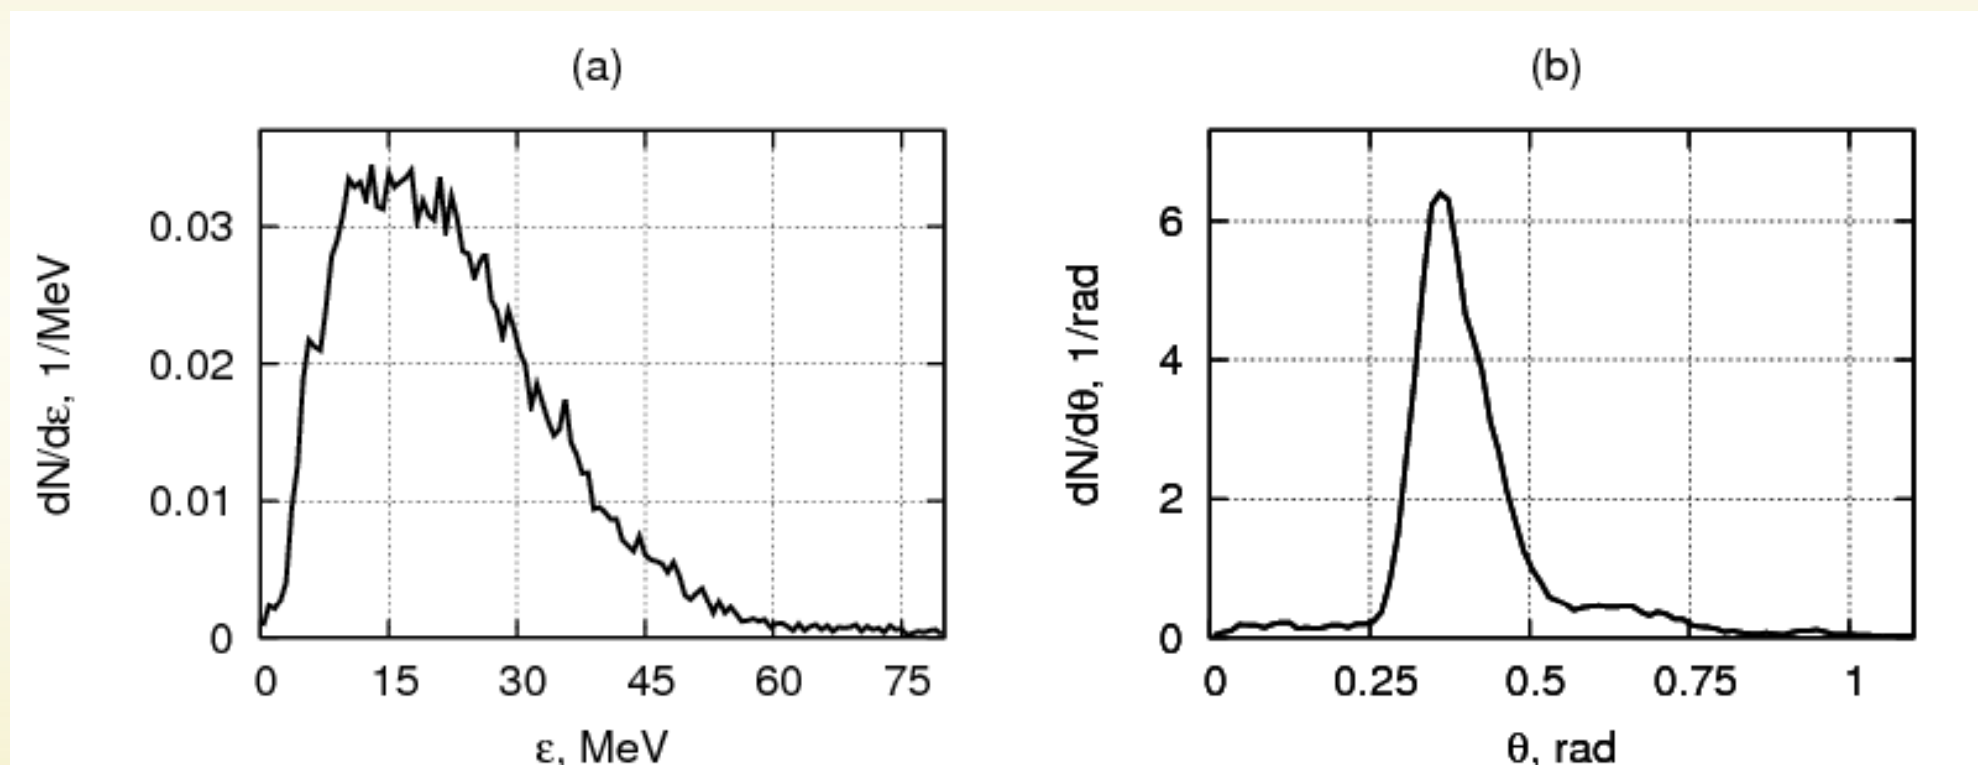 (a)
dN/dε, 1/MeV
0.03
0.02
0.01
0
0 15 30 45 60 75
ε, MeV
(b)
dN/dθ, 1/rad
6
4
2
0
0 0.25 0.5 0.75 1
θ, rad